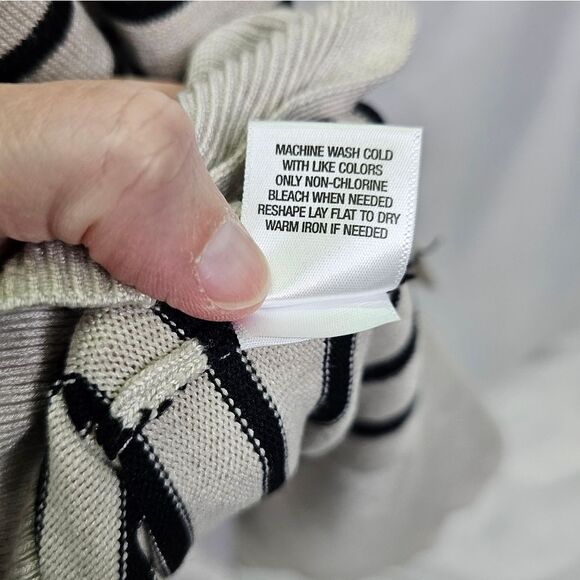 MACHINE WASH COLD
WITH LIKE COLORS
ONLY NON-CHLORINE
BLEACH WHEN NEEDED
RESHAPE LAY FLAT TO DRY
WARM IRON IF NEEDED